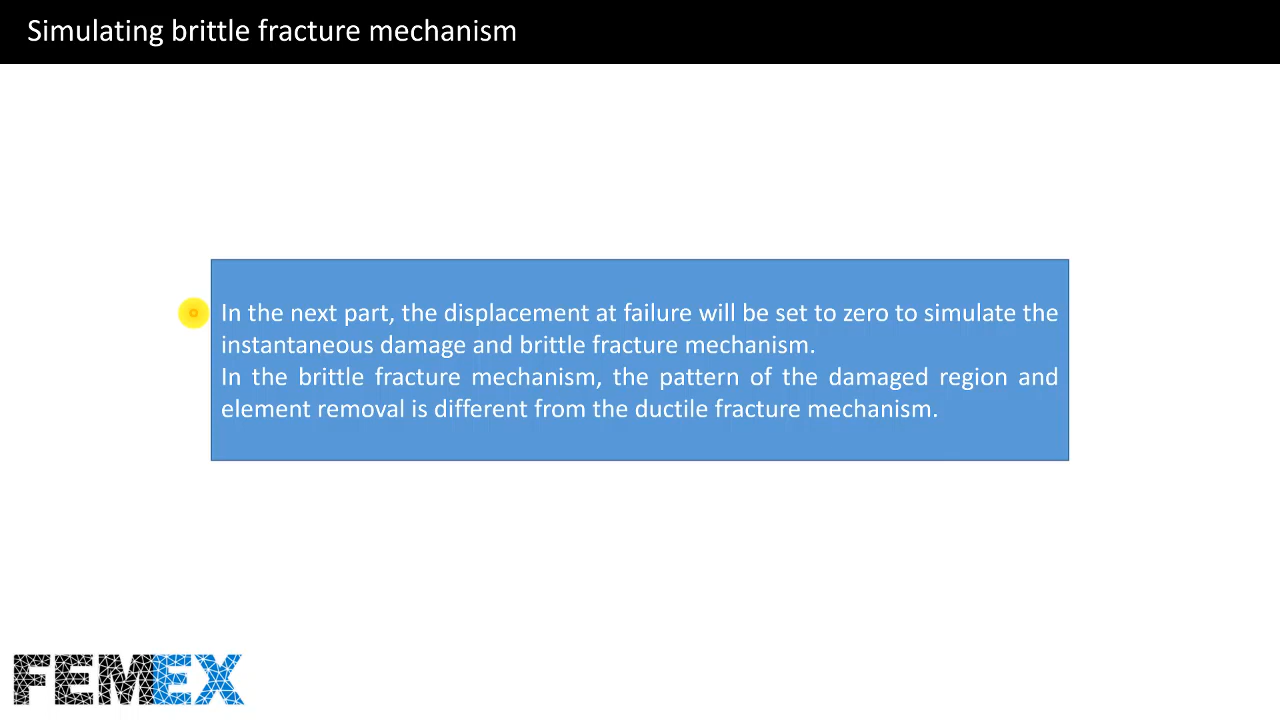 Simulating brittle fracture mechanism
In the next part, the displacement at failure will be set to zero to simulate the
instantaneous damage and brittle fracture mechanism.
In the brittle fracture mechanism, the pattern of the damaged region and
element removal is different from the ductile fracture mechanism.
FEMEX